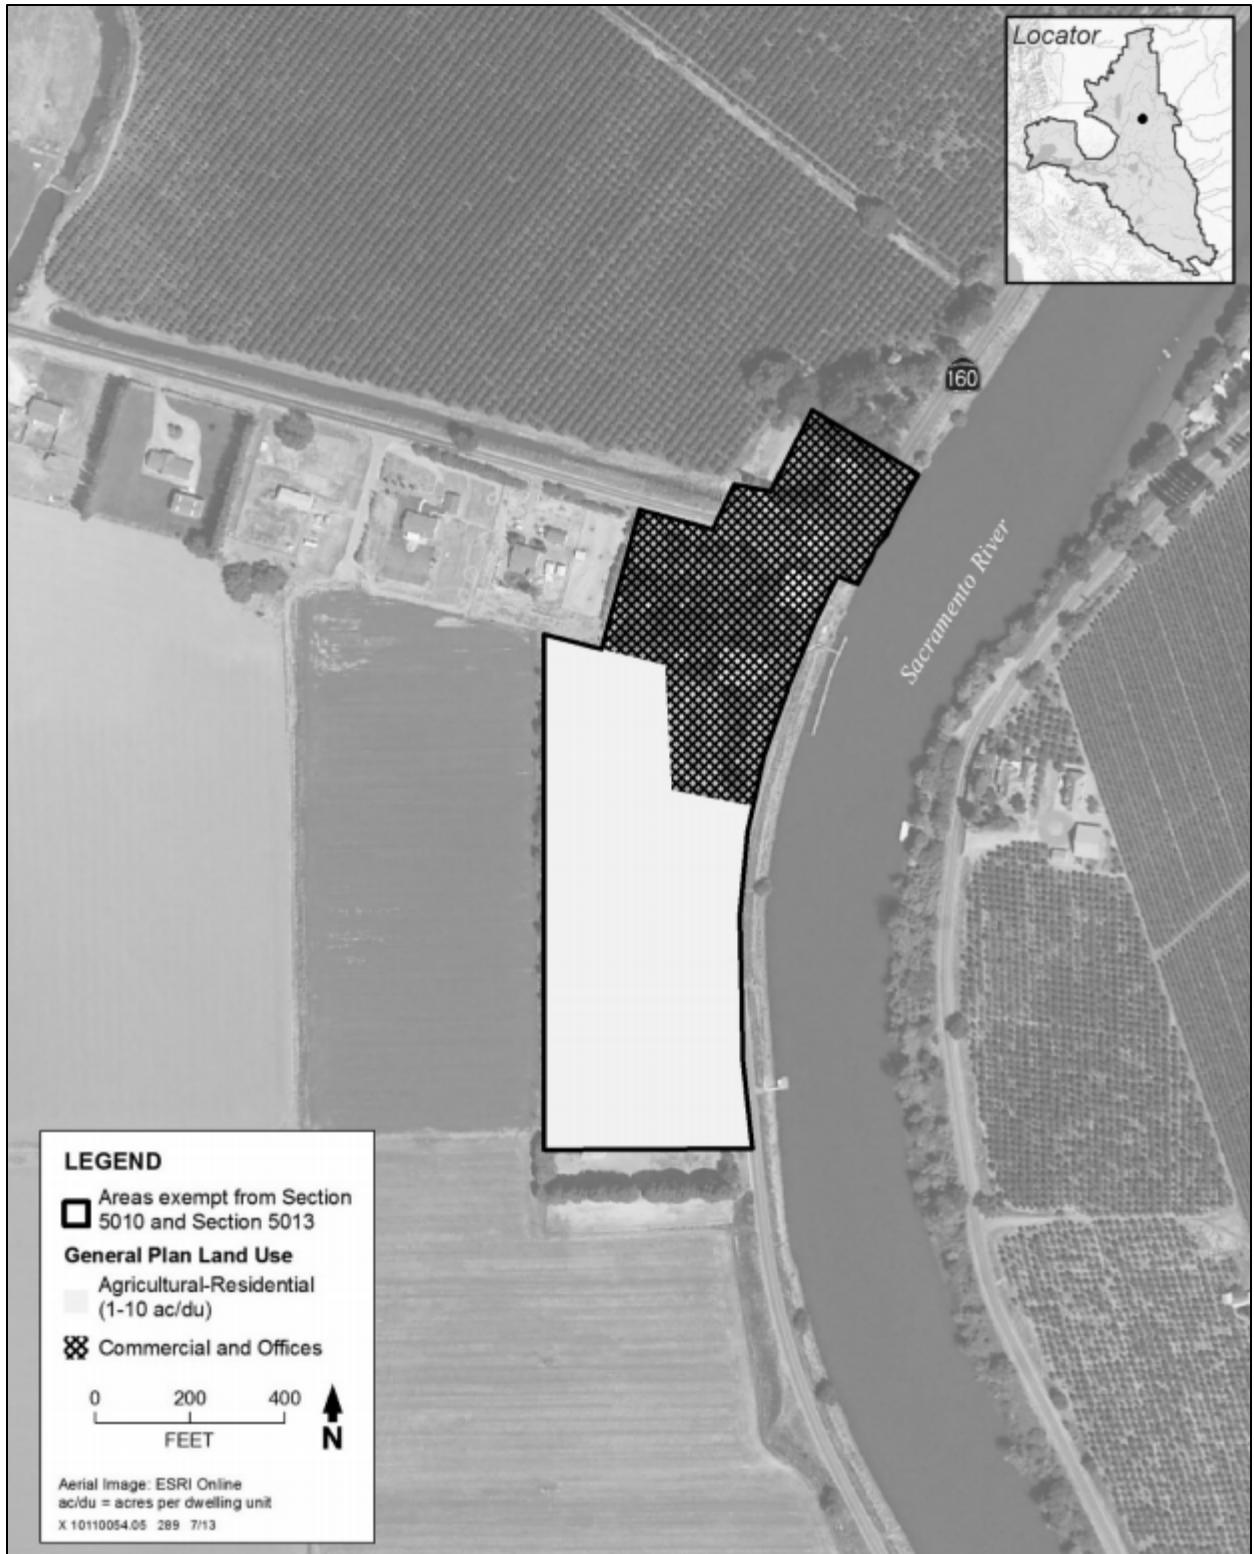 Locator
160
Sacramento River
LEGEND
Areas exempt from Section
5010 and Section 5013
General Plan Land Use
Agricultural-Residential
(1-10 ac/du)
Commercial and Offices
0 200 400
FEET
N
Aerial Image: ESRI Online
ac/du = acres per dwelling unit
X 10110054.05 289 7/13